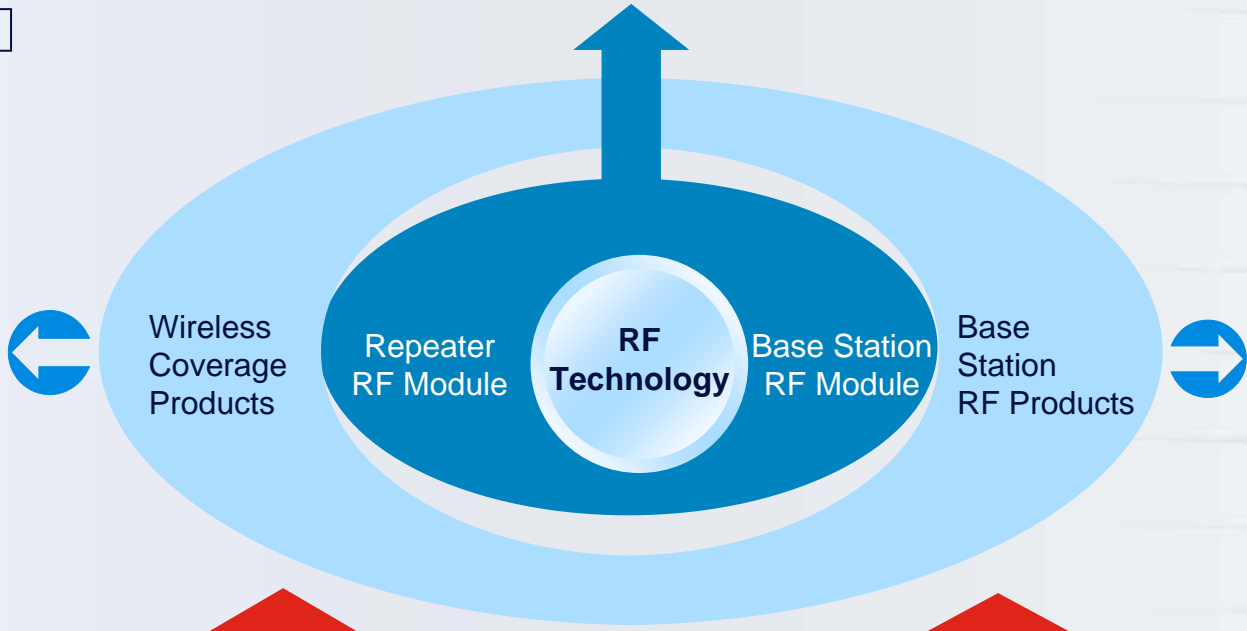 Wireless
Coverage
Products
Repeater
RF Module
RF
Technology
Base Station
RF Module
Base
Station
RF Products